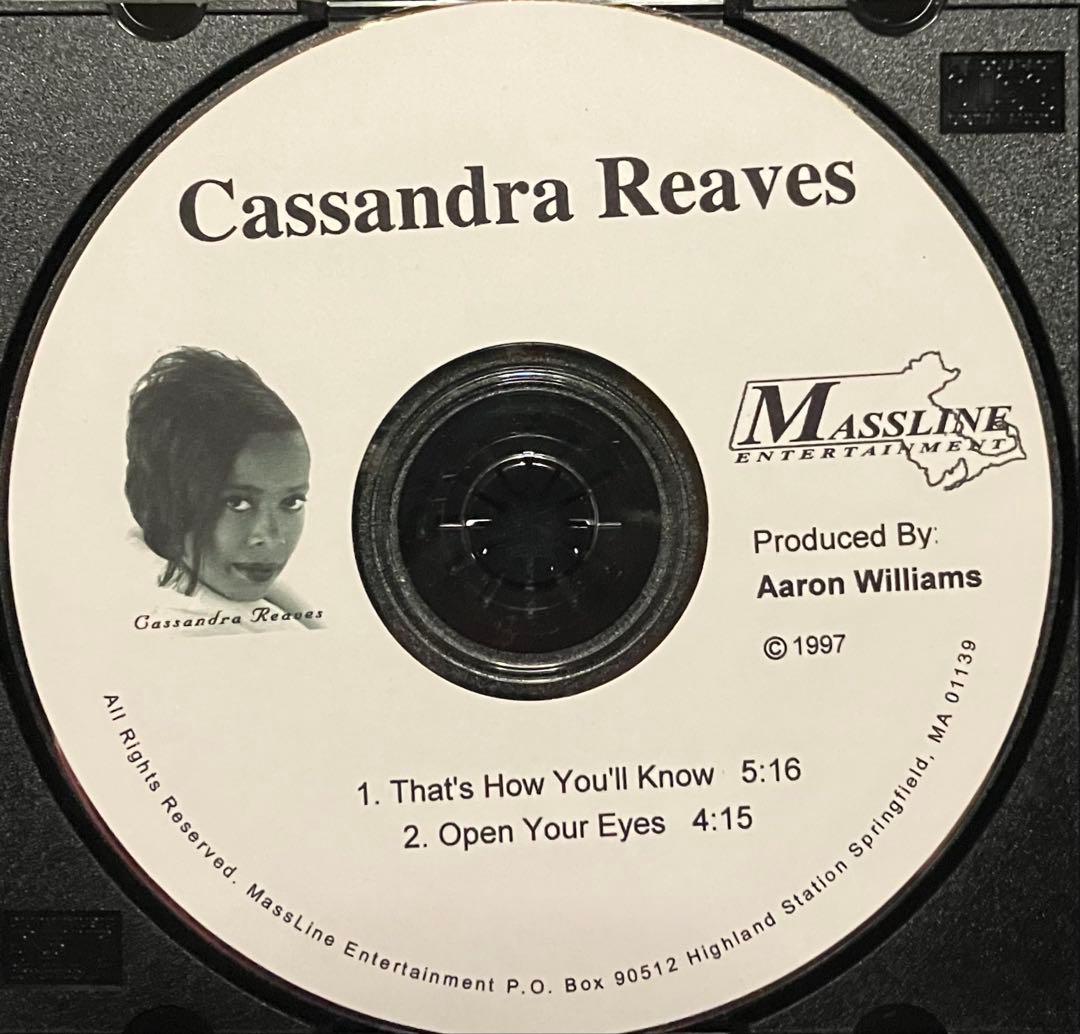 Cassandra Reaves
MASSLINE
ENTERTAINMENT
Produced By:
Aaron Williams
© 1997
Cassandra Reaves
1. That's How You'll Know 5:16
2. Open Your Eyes 4:15
All Rights Reserved. MassLine Entertainment P.O. Box 90512 Highland Station Springfield, MA 01139